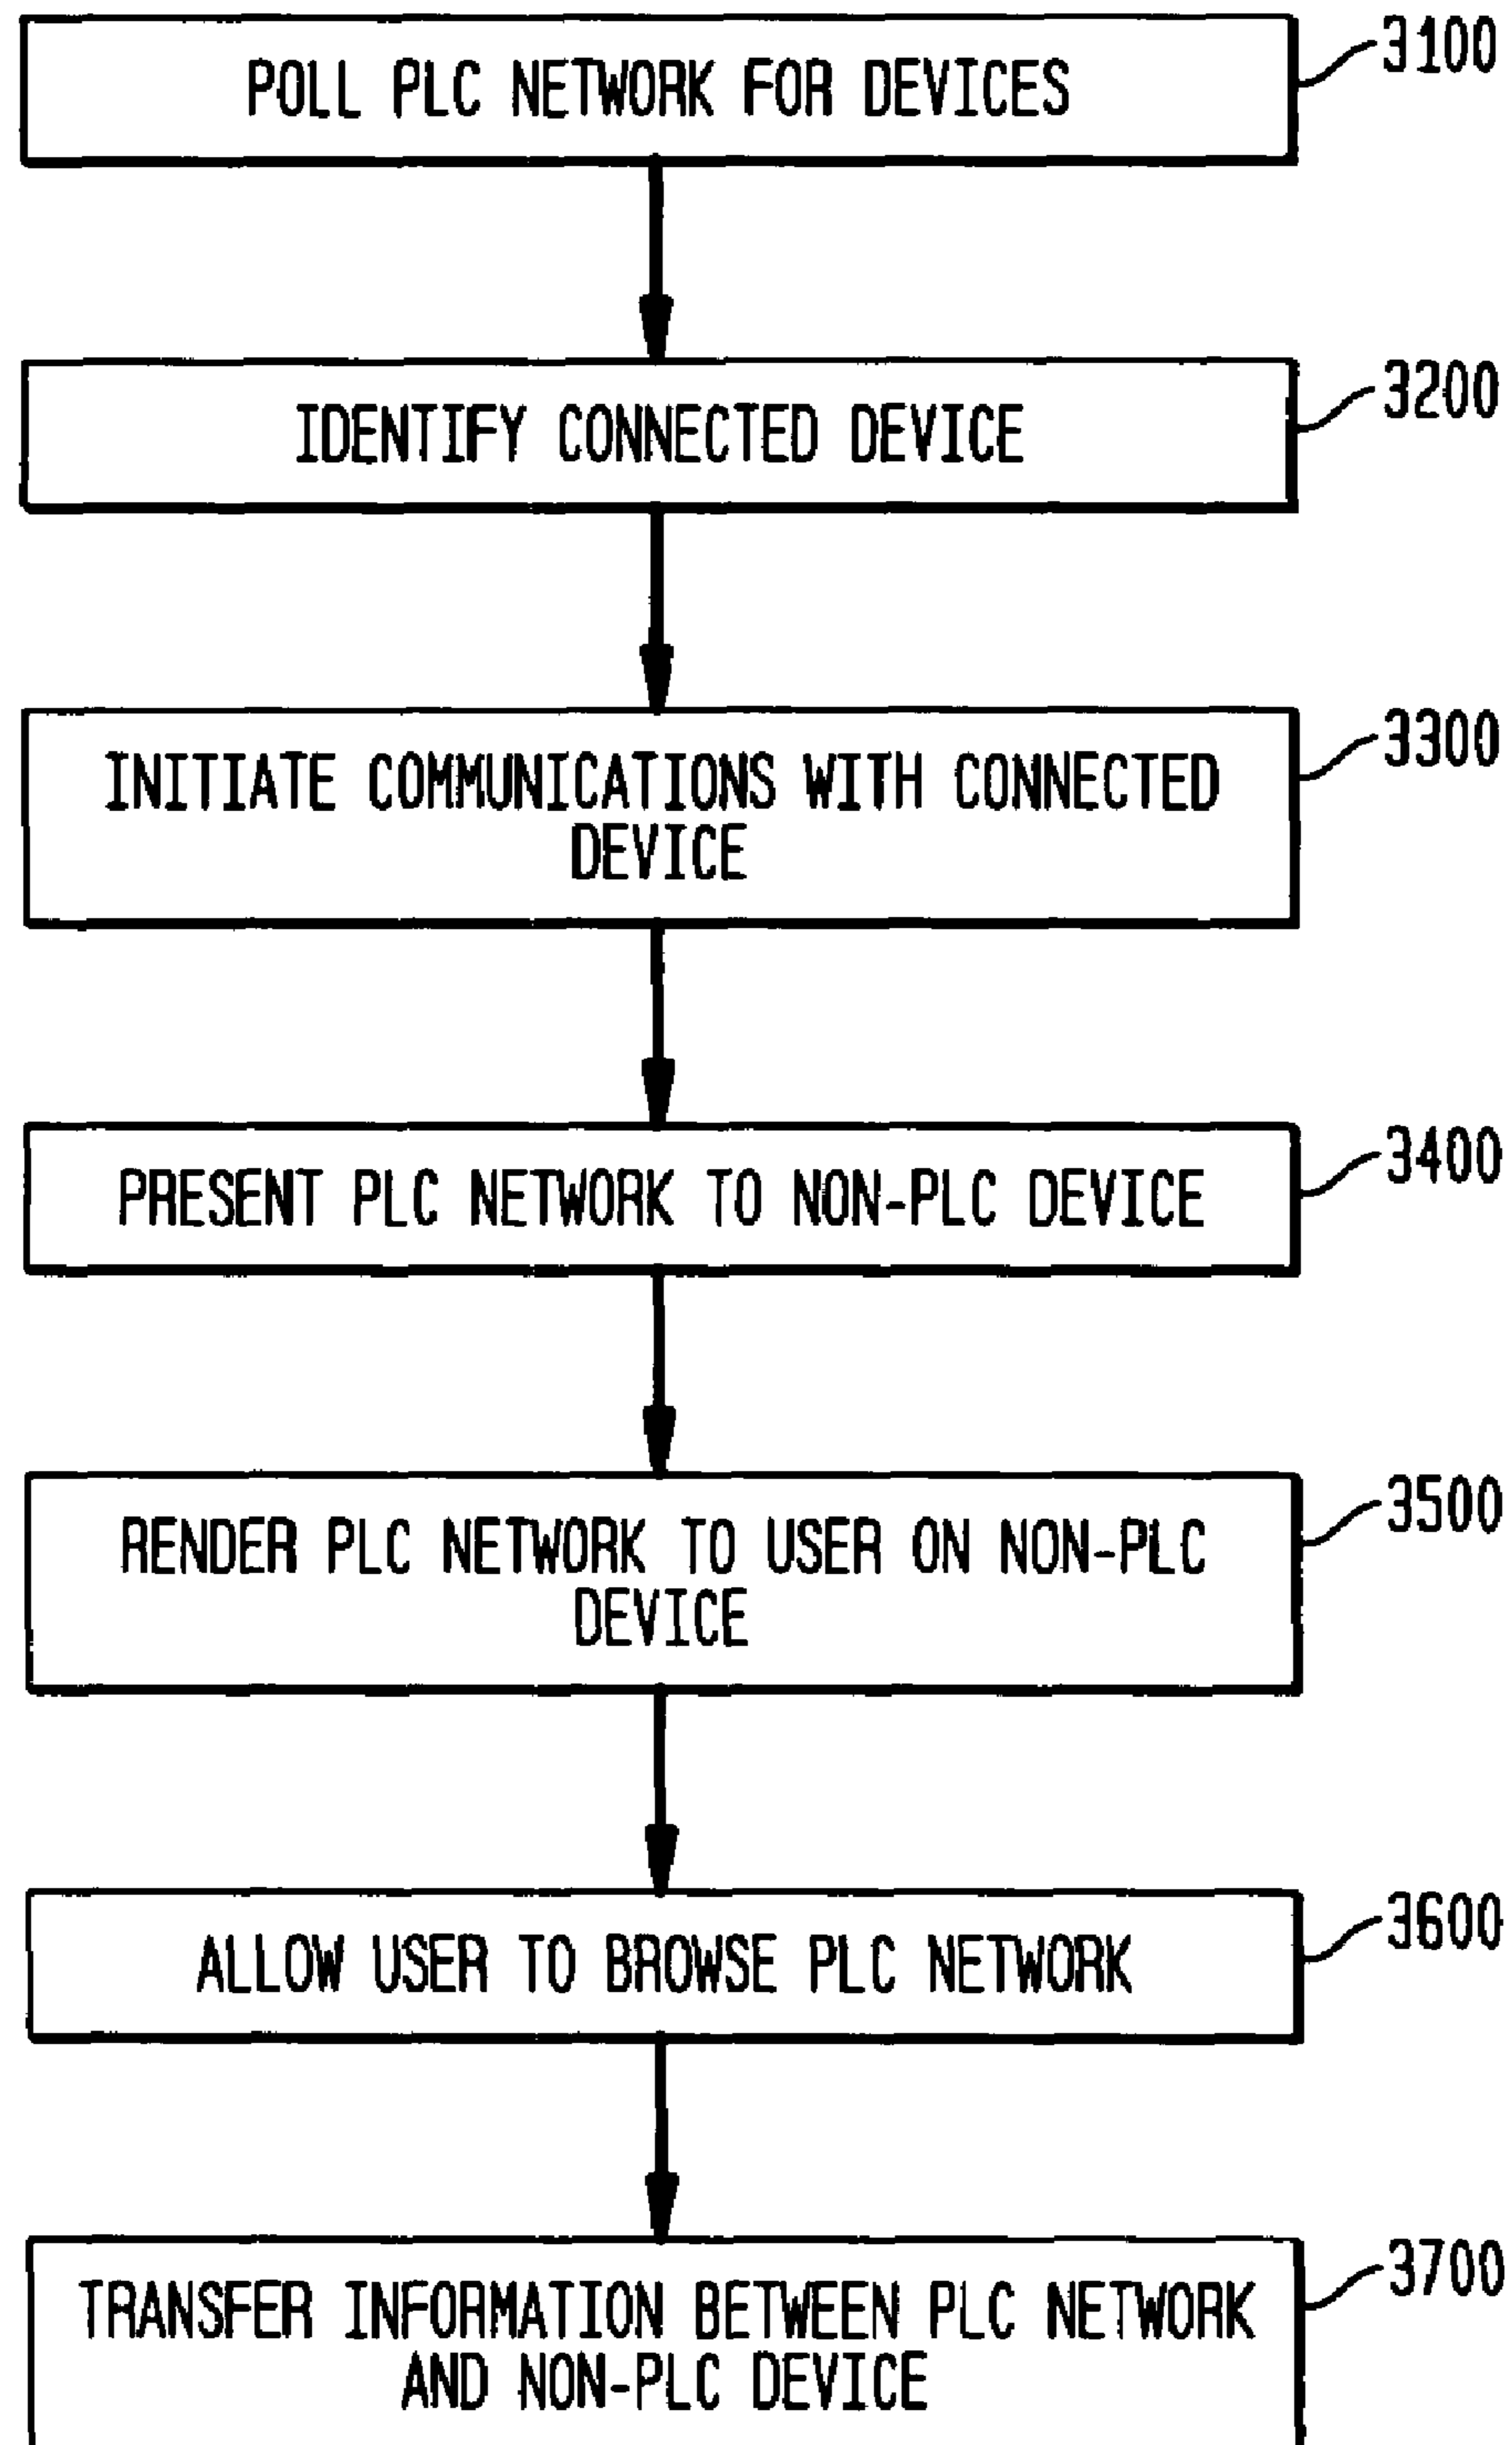 POLL PLC NETWORK FOR DEVICES
3100
IDENTIFY CONNECTED DEVICE
3200
INITIATE COMMUNICATIONS WITH CONNECTED
DEVICE
3300
PRESENT PLC NETWORK TO NON-PLC DEVICE
3400
RENDER PLC NETWORK TO USER ON NON-PLC
DEVICE
3500
ALLOW USER TO BROWSE PLC NETWORK
3600
TRANSFER INFORMATION BETWEEN PLC NETWORK
AND NON-PLC DEVICE
3700